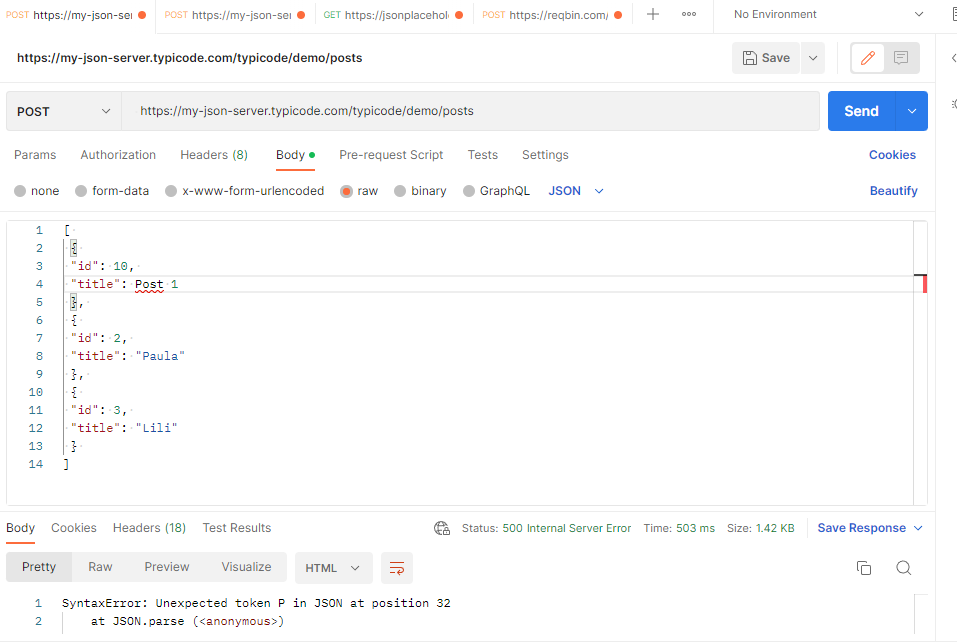 POST https://my-json-ser POST https://my-json-ser GET https://jsonplacehol POST https://reqbin.com/ No Environment
https://my-json-server.typicode.com/typicode/demo/posts Save
POST https://my-json-server.typicode.com/typicode/demo/posts Send
Params Authorization Headers (8) Body Pre-request Script Tests Settings Cookies
none form-data x-www-form-urlencoded raw binary GraphQL JSON Beautify
1 [
2 {
3 "id": 10,
4 "title": Post 1
5 },
6 {
7 "id": 2,
8 "title": "Paula"
9 },
10 {
11 "id": 3,
12 "title": "Lili"
13 }
14 ]
Body Cookies Headers (18) Test Results Status: 500 Internal Server Error Time: 503 ms Size: 1.42 KB Save Response
Pretty Raw Preview Visualize HTML
1 SyntaxError: Unexpected token P in JSON at position 32
2 at JSON.parse (<anonymous>)